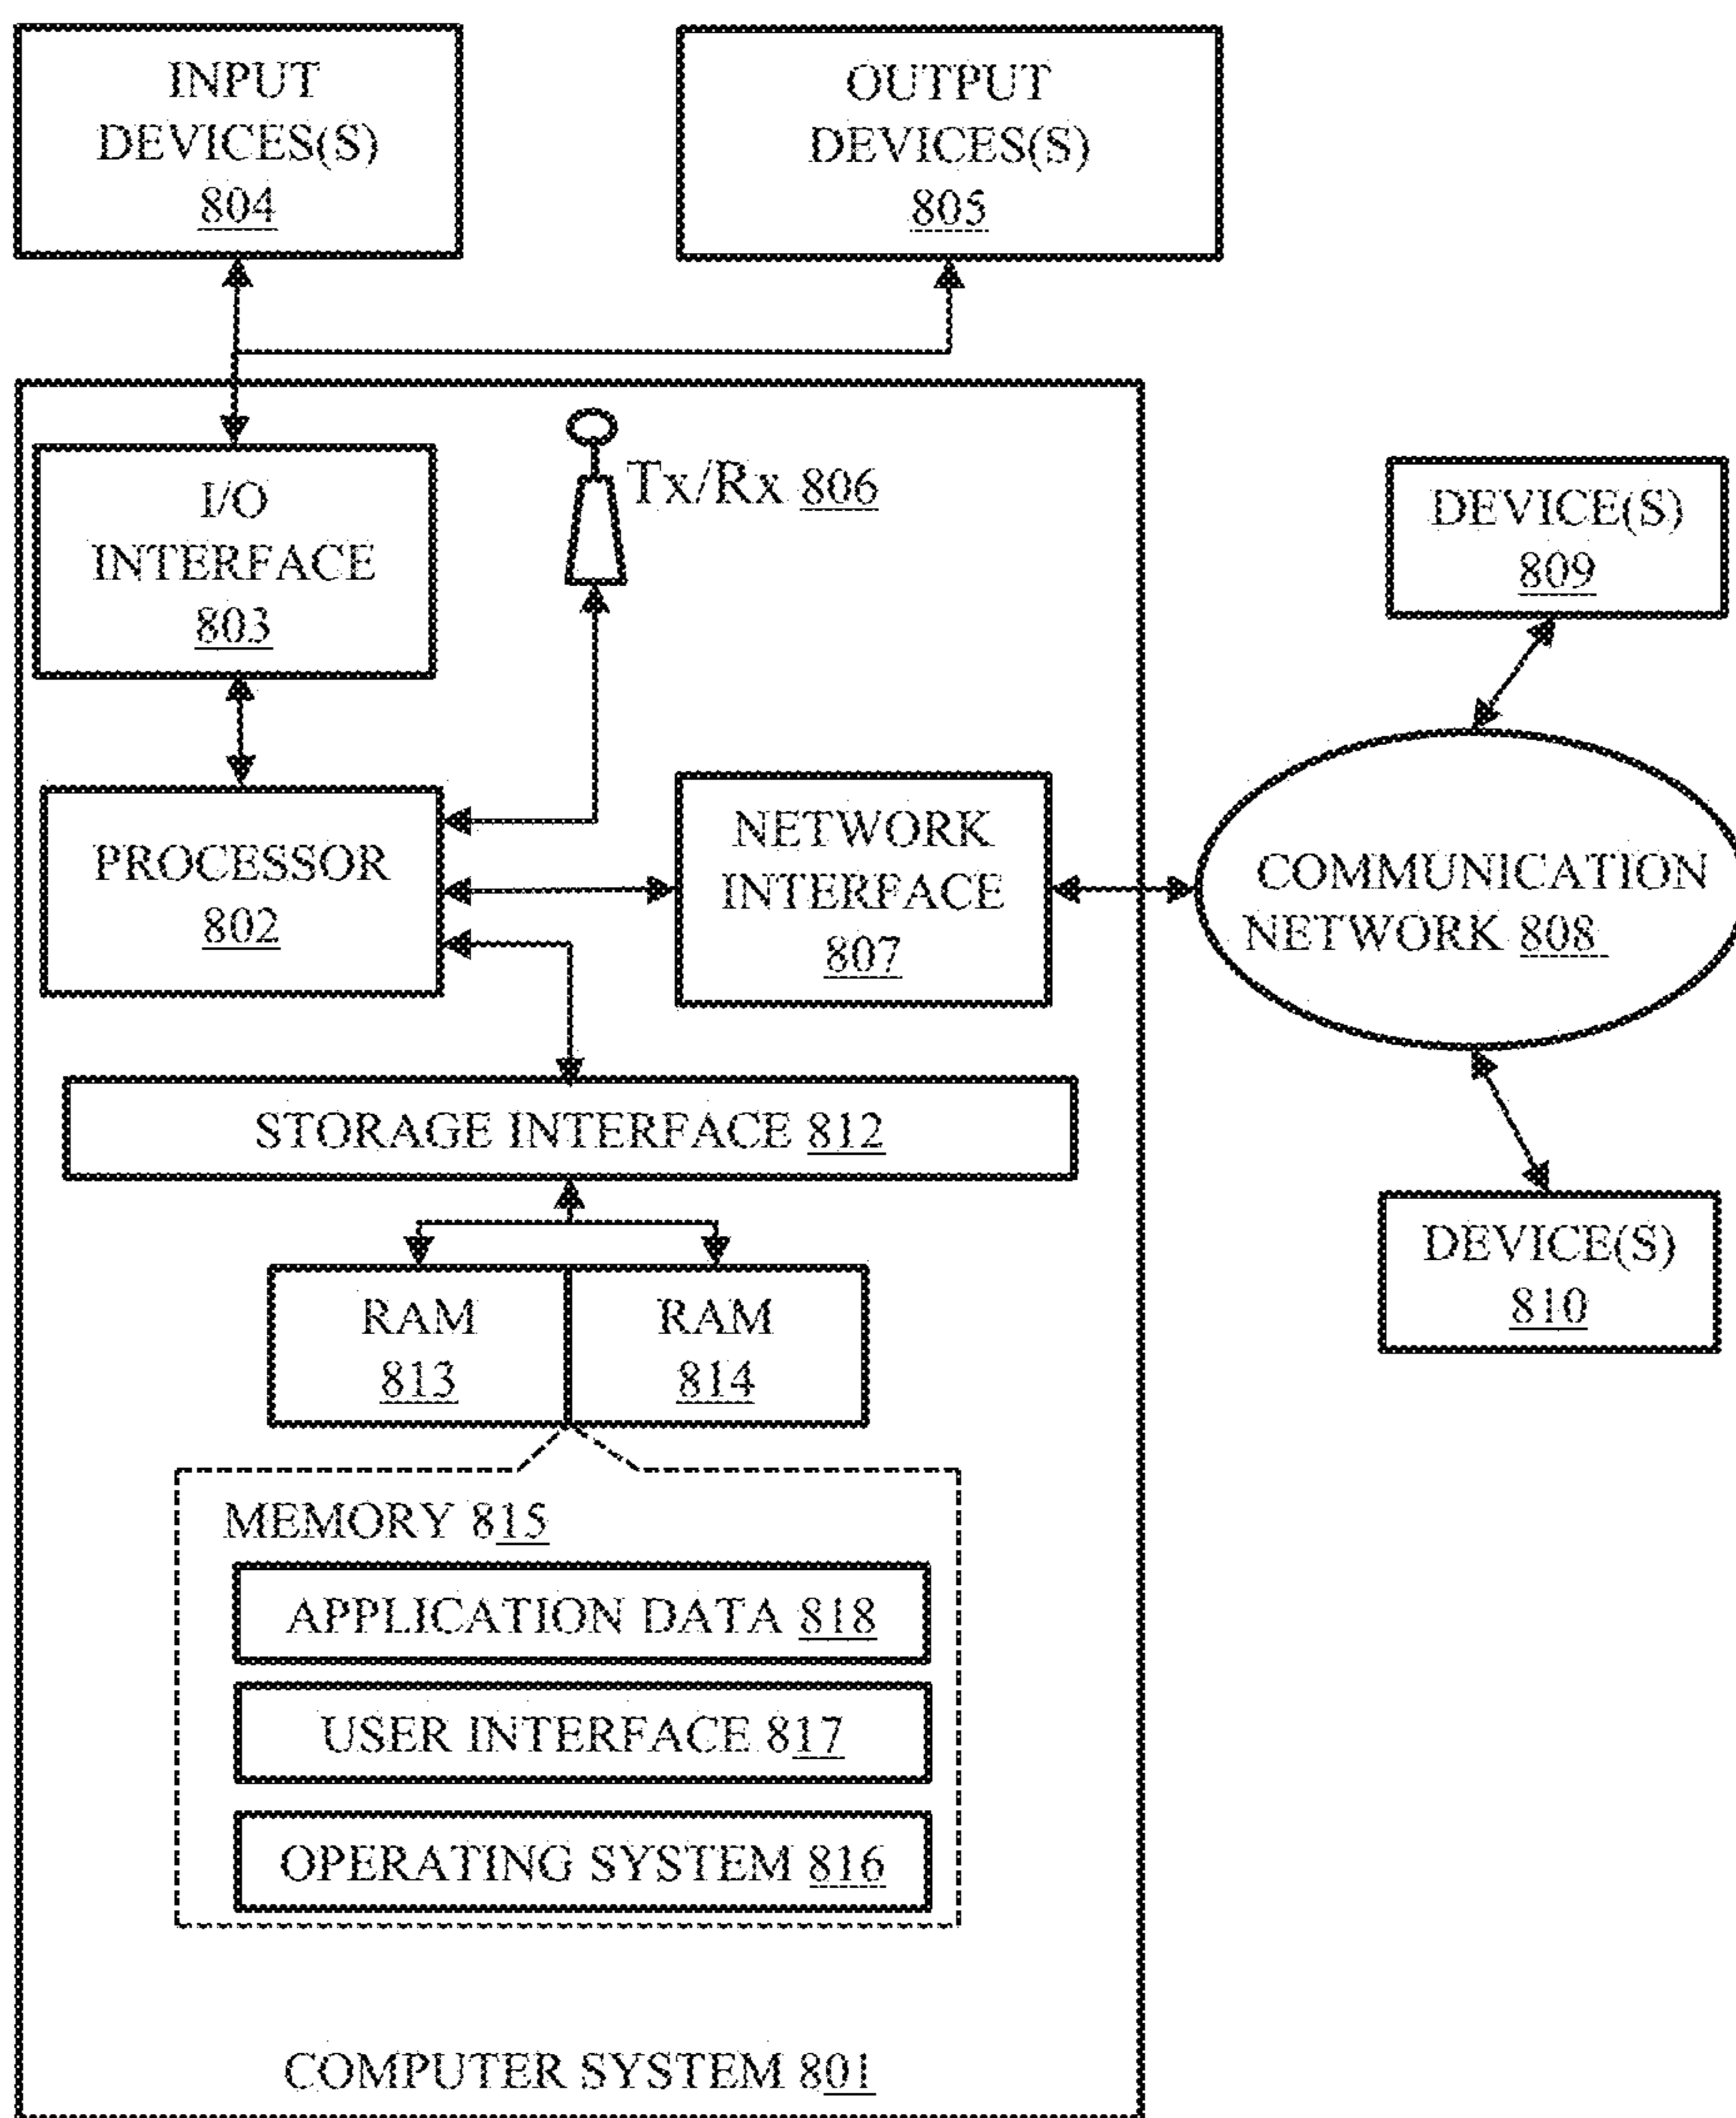 INPUT
DEVICES(S)
804
OUTPUT
DEVICES(S)
805
I/O
INTERFACE
803
Tx/Rx 806
DEVICE(S)
809
PROCESSOR
802
NETWORK
INTERFACE
807
COMMUNICATION
NETWORK 808
STORAGE INTERFACE 812
DEVICE(S)
810
RAM
813
RAM
814
MEMORY 815
APPLICATION DATA 818
USER INTERFACE 817
OPERATING SYSTEM 816
COMPUTER SYSTEM 801